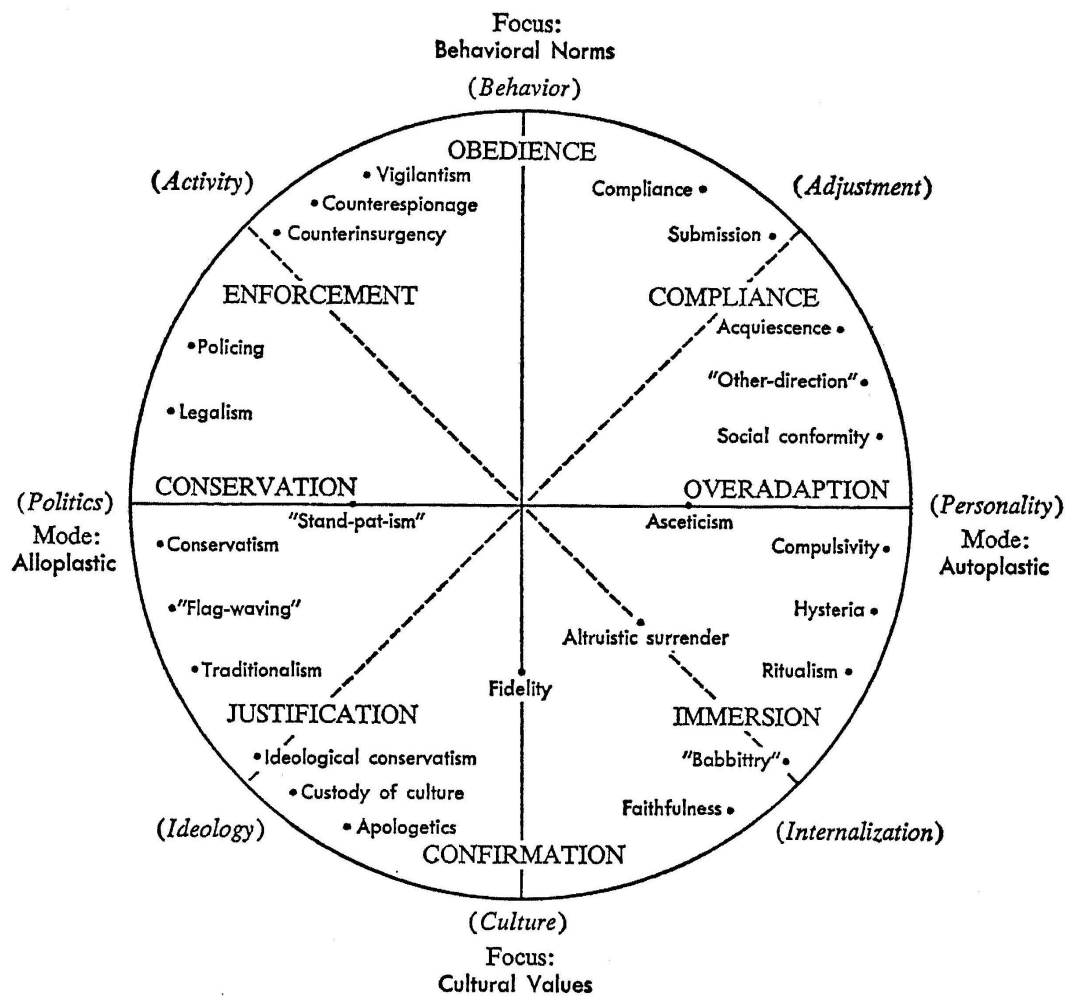 Focus:
Behavioral Norms
(Behavior)
OBEDIENCE
(Activity)
• Vigilantism
• Counterespionage
• Counterinsurgency
Compliance •
(Adjustment)
Submission •
ENFORCEMENT
COMPLIANCE
Acquiescence •
• Policing
"Other-direction" •
• Legalism
Social conformity •
(Politics)
Mode:
Alloplastic
CONSERVATION
"Stand-pat-ism"
OVERADAPTION
Asceticism
(Personality)
Mode:
Autoplastic
• Conservatism
Compulsivity •
• "Flag-waving"
Hysteria •
Altruistic surrender
• Traditionalism
Ritualism •
Fidelity
JUSTIFICATION
IMMERSION
• Ideological conservatism
"Babbittry" •
• Custody of culture
Faithfulness •
(Ideology)
• Apologetics
(Internalization)
CONFIRMATION
(Culture)
Focus:
Cultural Values